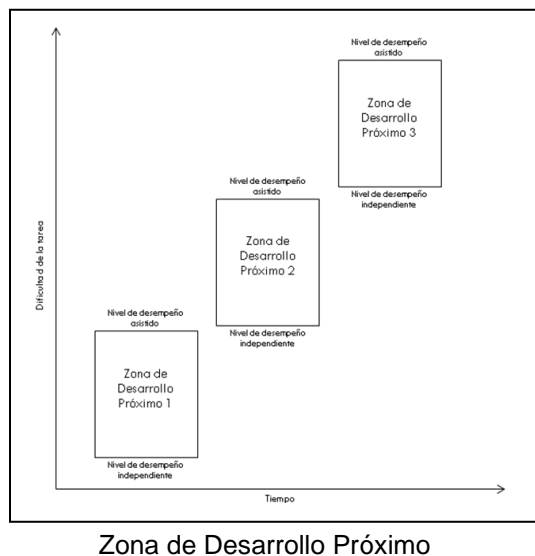 Nivel de desempeño
asistido
Zona de
Desarrollo
Próximo 3
Nivel de desempeño
independiente
Nivel de desempeño
asistido
Zona de
Desarrollo
Próximo 2
Nivel de desempeño
independiente
Nivel de desempeño
asistido
Zona de
Desarrollo
Próximo 1
Nivel de desempeño
independiente
Dificultad de la tarea
Tiempo
Zona de Desarrollo Próximo